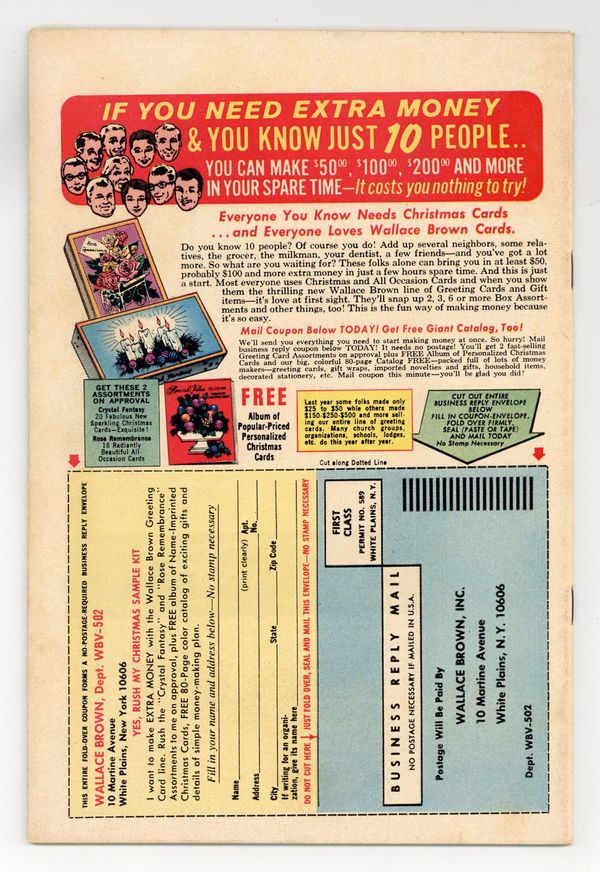 IF YOU NEED EXTRA MONEY
& YOU KNOW JUST 10 PEOPLE..
YOU CAN MAKE $50⁰⁰, $100⁰⁰, $200⁰⁰ AND MORE
IN YOUR SPARE TIME—It costs you nothing to try!
Everyone You Know Needs Christmas Cards
...and Everyone Loves Wallace Brown Cards.
Do you know 10 people? Of course you do! Add up several neighbors, some rela-
tives, the grocer, the milkman, your dentist, a few friends—and you've got a lot
more. So what are you waiting for? These folks alone can bring you in at least $50,
probably $100 and more extra money in just a few hours spare time. And this is just
a start. Most everyone uses Christmas and All Occasion Cards and when you show
them the thrilling new Wallace Brown line of Greeting Cards and Gift
items—it's love at first sight. They'll snap up 2, 3, 6 or more Box Assort-
ments and other things, too! This is the fun way of making money because
it's so easy.
Mail Coupon Below TODAY! Get Free Giant Catalog, Too!
We'll send you everything you need to start making money at once. So hurry! Mail
business reply coupon below TODAY! It needs no postage! You'll get 2 fast-selling
Greeting Card Assortments on approval plus FREE Album of Personalized Christmas
Cards and our big, colorful 80-page Catalog FREE—packed full of lots of money
makers—greeting cards, gift wraps, imported novelties and gifts, household items,
decorated stationery, etc. Mail coupon this minute—you'll be glad you did!
GET THESE 2
ASSORTMENTS
ON APPROVAL
Crystal Fantasy
20 Fabulous New
Sparkling Christmas
Cards—Exquisite!
Rose Remembrance
18 Radiantly
Beautiful All-
Occasion Cards
FREE
Album of
Popular-Priced
Personalized
Christmas
Cards
Last year some folks made only
$25 to $50 while others made
$150-$250-$500 and more sell-
ing our entire line of greeting
cards. Many church groups,
organizations, schools, lodges,
etc. do this year after year.
CUT OUT ENTIRE
BUSINESS REPLY ENVELOPE
BELOW
FILL IN COUPON-ENVELOPE,
FOLD OVER FIRMLY,
SEAL (PASTE OR TAPE)
AND MAIL TODAY
No Stamp Necessary
Cut along Dotted Line
THIS ENTIRE FOLD-OVER COUPON FORMS A NO-POSTAGE-REQUIRED BUSINESS REPLY ENVELOPE
WALLACE BROWN, Dept. WBV-502
10 Martine Avenue
White Plains, New York 10606
YES, RUSH MY CHRISTMAS SAMPLE KIT
I want to make EXTRA MONEY with the Wallace Brown Greeting
Card line. Rush the "Crystal Fantasy" and "Rose Remembrance"
Assortments to me on approval, plus FREE album of Name-Imprinted
Christmas Cards, FREE 80-Page color catalog of exciting gifts and
details of simple money-making plan.
Fill in your name and address below—No stamp necessary
Name
(print clearly)
Address
Apt.
No.
City
State
Zip Code
If writing for an organi-
zation, give its name here
DO NOT CUT HERE JUST FOLD OVER, SEAL AND MAIL THIS ENVELOPE—NO STAMP NECESSARY
FIRST
CLASS
PERMIT NO. 589
WHITE PLAINS, N.Y.
BUSINESS REPLY MAIL
NO POSTAGE NECESSARY IF MAILED IN U.S.A.
Postage Will Be Paid By
WALLACE BROWN, INC.
10 Martine Avenue
White Plains, N.Y. 10606
Dept. WBV-502